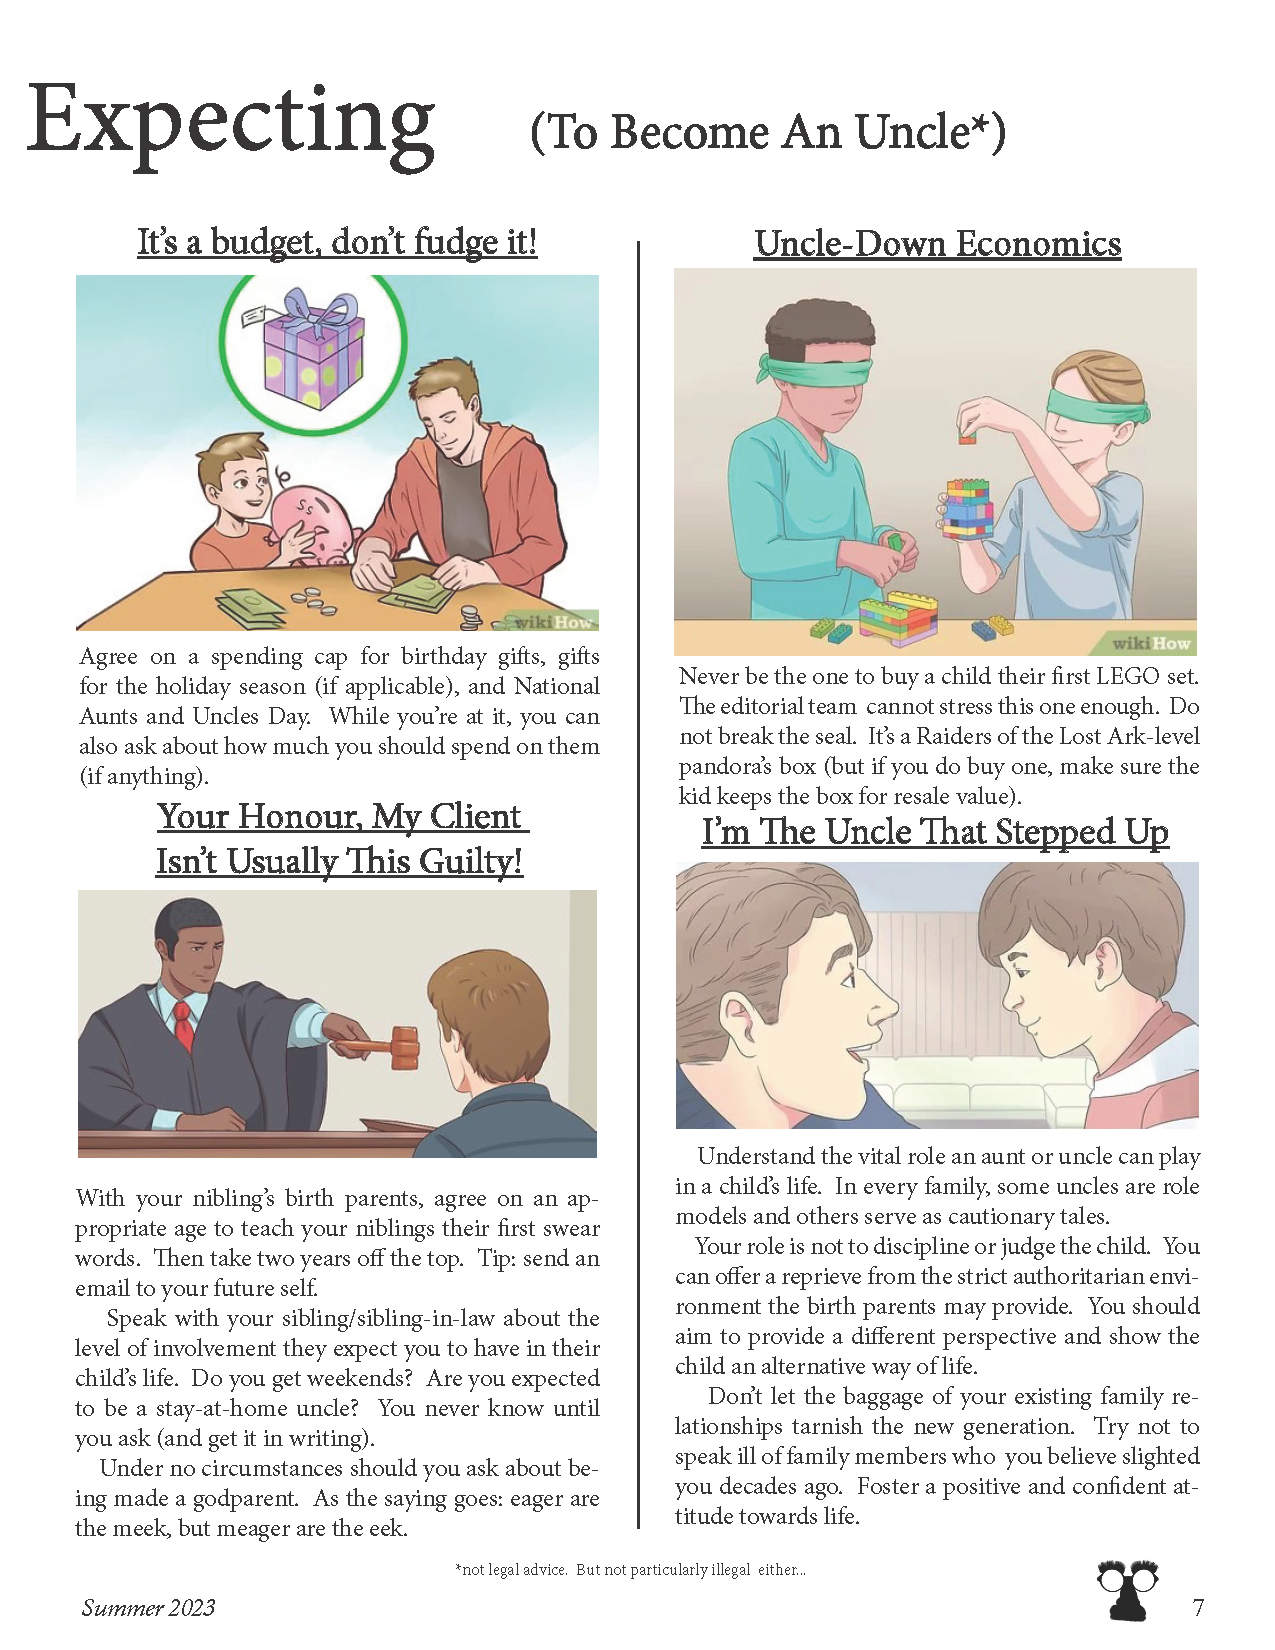 Expecting (To Become An Uncle*)
It's a budget, don't fudge it!
wikiHow
Agree on a spending cap for birthday gifts, gifts
for the holiday season (if applicable), and National
Aunts and Uncles Day. While you're at it, you can
also ask about how much you should spend on them
(if anything).
Your Honour, My Client
Isn't Usually This Guilty!
With your nibling's birth parents, agree on an ap-
propriate age to teach your niblings their first swear
words. Then take two years off the top. Tip: send an
email to your future self.
Speak with your sibling/sibling-in-law about the
level of involvement they expect you to have in their
child's life. Do you get weekends? Are you expected
to be a stay-at-home uncle? You never know until
you ask (and get it in writing).
Under no circumstances should you ask about be-
ing made a godparent. As the saying goes: eager are
the meek, but meager are the eek.
Uncle-Down Economics
wikiHow
Never be the one to buy a child their first LEGO set.
The editorial team cannot stress this one enough. Do
not break the seal. It's a Raiders of the Lost Ark-level
pandora's box (but if you do buy one, make sure the
kid keeps the box for resale value).
I'm The Uncle That Stepped Up
Understand the vital role an aunt or uncle can play
in a child's life. In every family, some uncles are role
models and others serve as cautionary tales.
Your role is not to discipline or judge the child. You
can offer a reprieve from the strict authoritarian envi-
ronment the birth parents may provide. You should
aim to provide a different perspective and show the
child an alternative way of life.
Don't let the baggage of your existing family re-
lationships tarnish the new generation. Try not to
speak ill of family members who you believe slighted
you decades ago. Foster a positive and confident at-
titude towards life.
*not legal advice. But not particularly illegal either...
Summer 2023
7